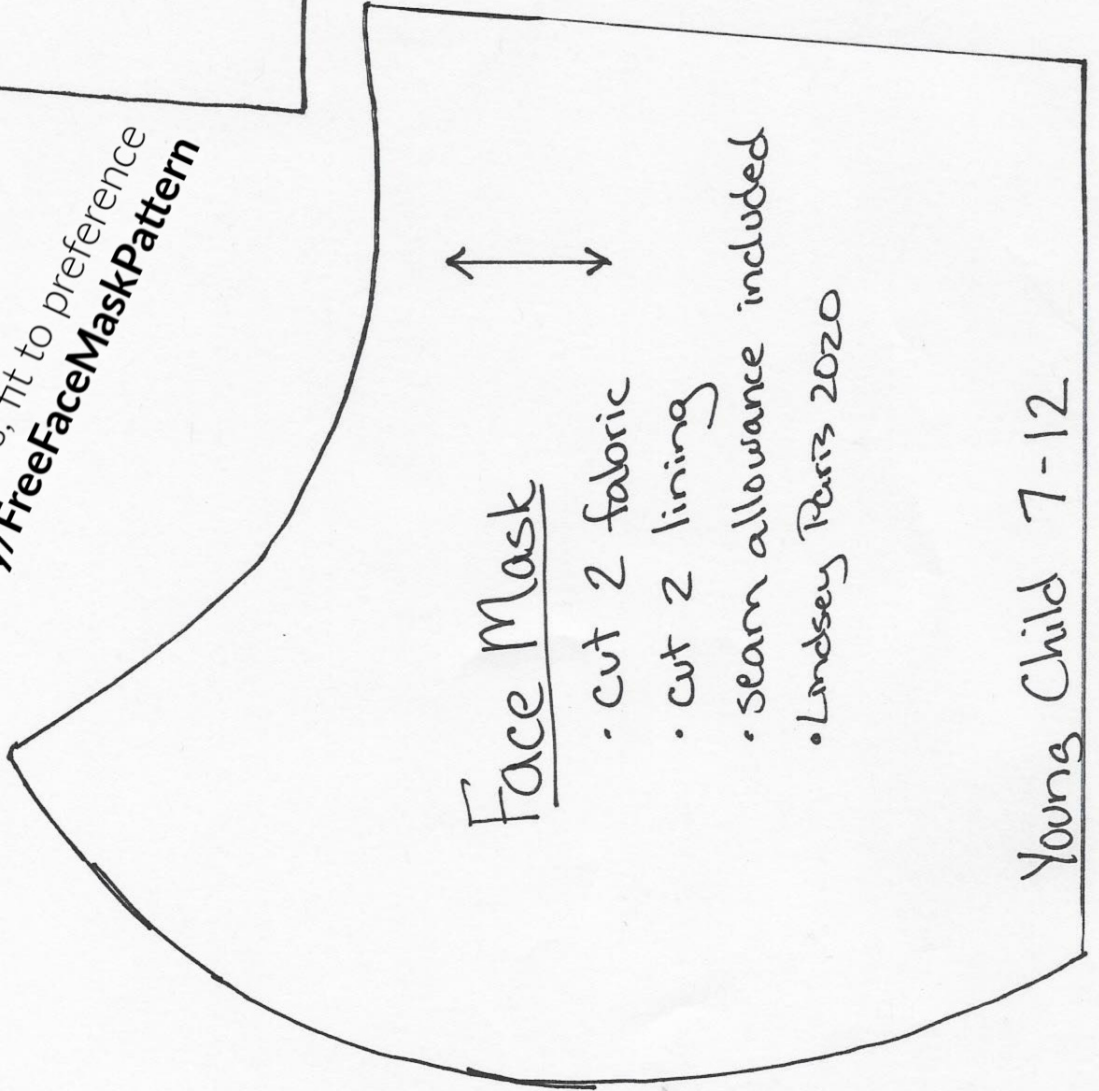 fit to preference
/FreeFaceMaskPattern
Face Mask
• cut 2 fabric
• cut 2 lining
• seam allowance included
• Lindsey Paris 2020
Young Child 7-12